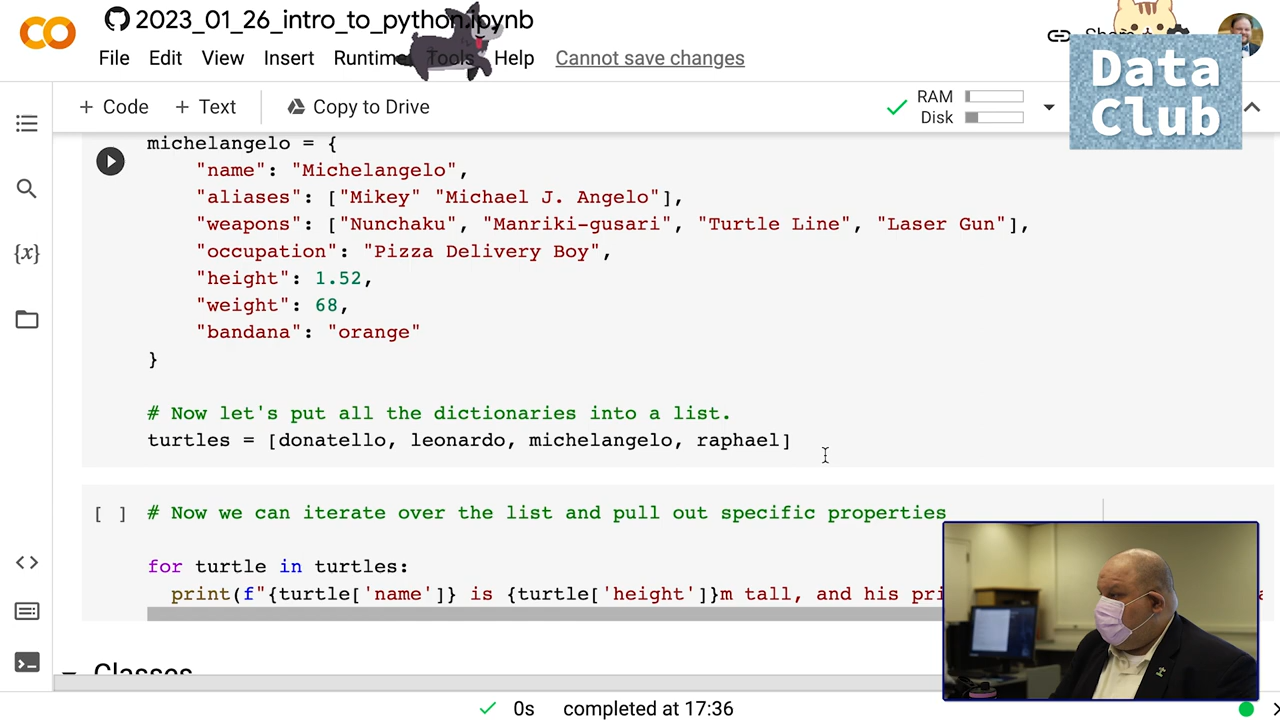 2023_01_26_intro_to_python.ipynb
File Edit View Insert Runtime Tools Help Cannot save changes
Data
Club
+ Code + Text Copy to Drive
RAM
Disk
michelangelo = {
"name": "Michelangelo",
"aliases": ["Mikey" "Michael J. Angelo"],
"weapons": ["Nunchaku", "Manriki-gusari", "Turtle Line", "Laser Gun"],
"occupation": "Pizza Delivery Boy",
"height": 1.52,
"weight": 68,
"bandana": "orange"
}
# Now let's put all the dictionaries into a list.
turtles = [donatello, leonardo, michelangelo, raphael]
[ ] # Now we can iterate over the list and pull out specific properties
for turtle in turtles:
print(f"{turtle['name']} is {turtle['height']}m tall, and his pri
Classes
0s completed at 17:36